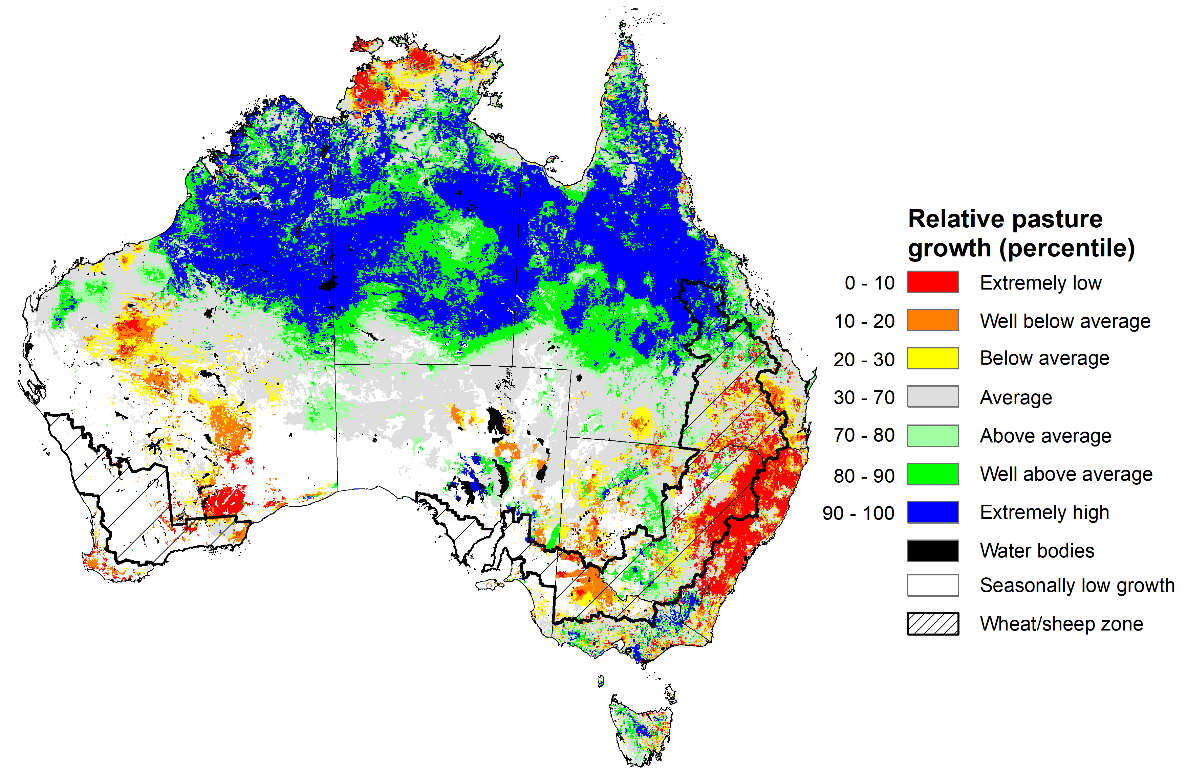 Relative pasture
growth (percentile)
0 - 10 Extremely low
10 - 20 Well below average
20 - 30 Below average
30 - 70 Average
70 - 80 Above average
80 - 90 Well above average
90 - 100 Extremely high
Water bodies
Seasonally low growth
Wheat/sheep zone